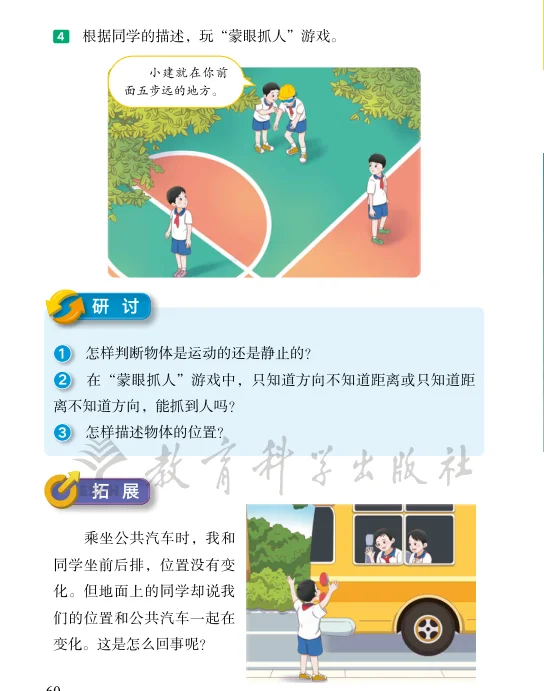 4 根据同学的描述，玩“蒙眼抓人”游戏。
小建就在你前
面五步远的地方。
研讨
1 怎样判断物体是运动的还是静止的？
2 在“蒙眼抓人”游戏中，只知道方向不知道距离或只知道距
离不知道方向，能抓到人吗？
3 怎样描述物体的位置？
教育科学出版社
拓展
乘坐公共汽车时，我和
同学坐前后排，位置没有变
化。但地面上的同学却说我
们的位置和公共汽车一起在
变化。这是怎么回事呢？